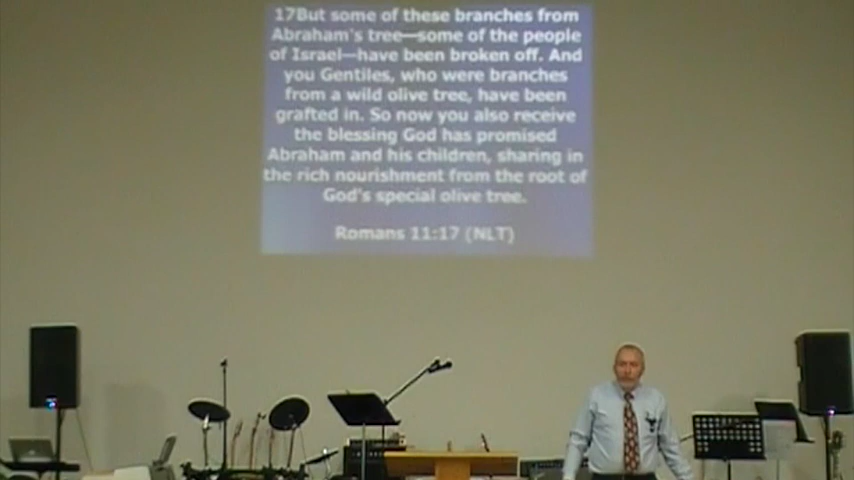 17But some of these branches from
Abraham's tree—some of the people
of Israel—have been broken off. And
you Gentiles, who were branches
from a wild olive tree, have been
grafted in. So now you also receive
the blessing God has promised
Abraham and his children, sharing in
the rich nourishment from the root of
God's special olive tree.
Romans 11:17 (NLT)